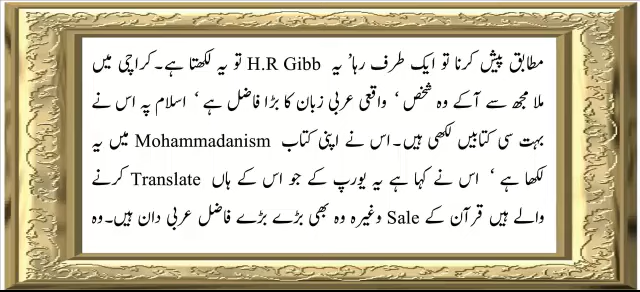 مطابق پیش کرنا تو ایک طرف رہا' یہ H.R Gibb تو یہ لکھتا ہے۔کراچی میں
ملا مجھ سے آکے وہ شخص ' واقعی عربی زبان کا بڑا فاضل ہے ' اسلام پہ اس نے
بہت سی کتابیں لکھی ہیں۔اس نے اپنی کتاب Mohammadanism میں یہ
لکھا ہے ' اس نے کہا ہے یہ یورپ کے جو اس کے ہاں Translate کرنے
والے ہیں قرآن کے Sale وغیرہ وہ بھی بڑے بڑے فاضل عربی دان ہیں۔وہ